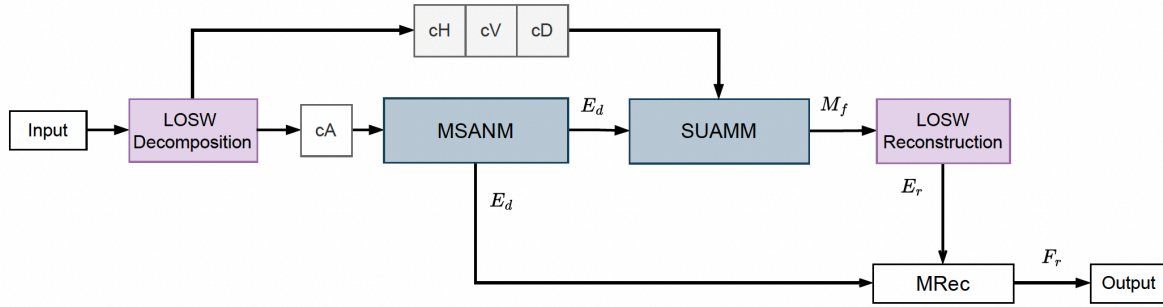 cH cV cD
Input
LOSW
Decomposition
cA
MSANM
E_d
SUAMM
M_f
LOSW
Reconstruction
E_d
E_r
MRec
F_r
Output